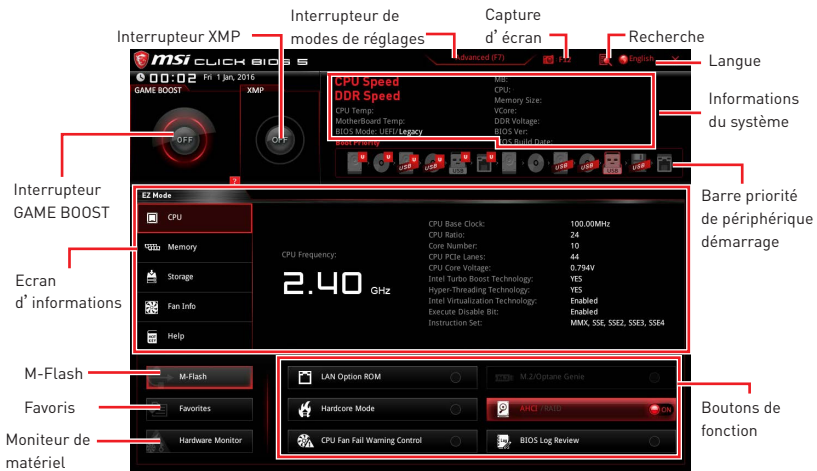 Interrupteur XMP
Interrupteur de
modes de réglages
Capture
d'écran
Recherche
Langue
msi CLICK BIOS 5
Advanced (F7)
F12
English
X
00:02 Fri 1 Jan, 2016
GAME BOOST
XMP
OFF
OFF
?
CPU Speed
DDR Speed
CPU Temp:
MotherBoard Temp:
BIOS Mode: UEFI/Legacy
MB:
CPU:
Memory Size:
VCore:
DDR Voltage:
BIOS Ver:
BIOS Build Date:
Boot Priority
U U U USB U USB U USB U USB USB USB USB
Informations
du système
Interrupteur
GAME BOOST
Barre priorité
de périphérique
démarrage
EZ Mode
CPU
Memory
Storage
Fan Info
Help
CPU Frequency:
2.40 GHz
CPU Base Clock: 100.00MHz
CPU Ratio: 24
Core Number: 10
CPU PCIe Lanes: 44
CPU Core Voltage: 0.794V
Intel Turbo Boost Technology: YES
Hyper-Threading Technology: YES
Intel Virtualization Technology: Enabled
Execute Disable Bit: Enabled
Instruction Set: MMX, SSE, SSE2, SSE3, SSE4
Ecran
d'informations
M-Flash
Favoris
Moniteur de
matériel
M-Flash
Favorites
Hardware Monitor
LAN Option ROM
M.2/Optane Genie
Hardcore Mode
AHCI /RAID
ON
CPU Fan Fail Warning Control
BIOS Log Review
Boutons de
fonction